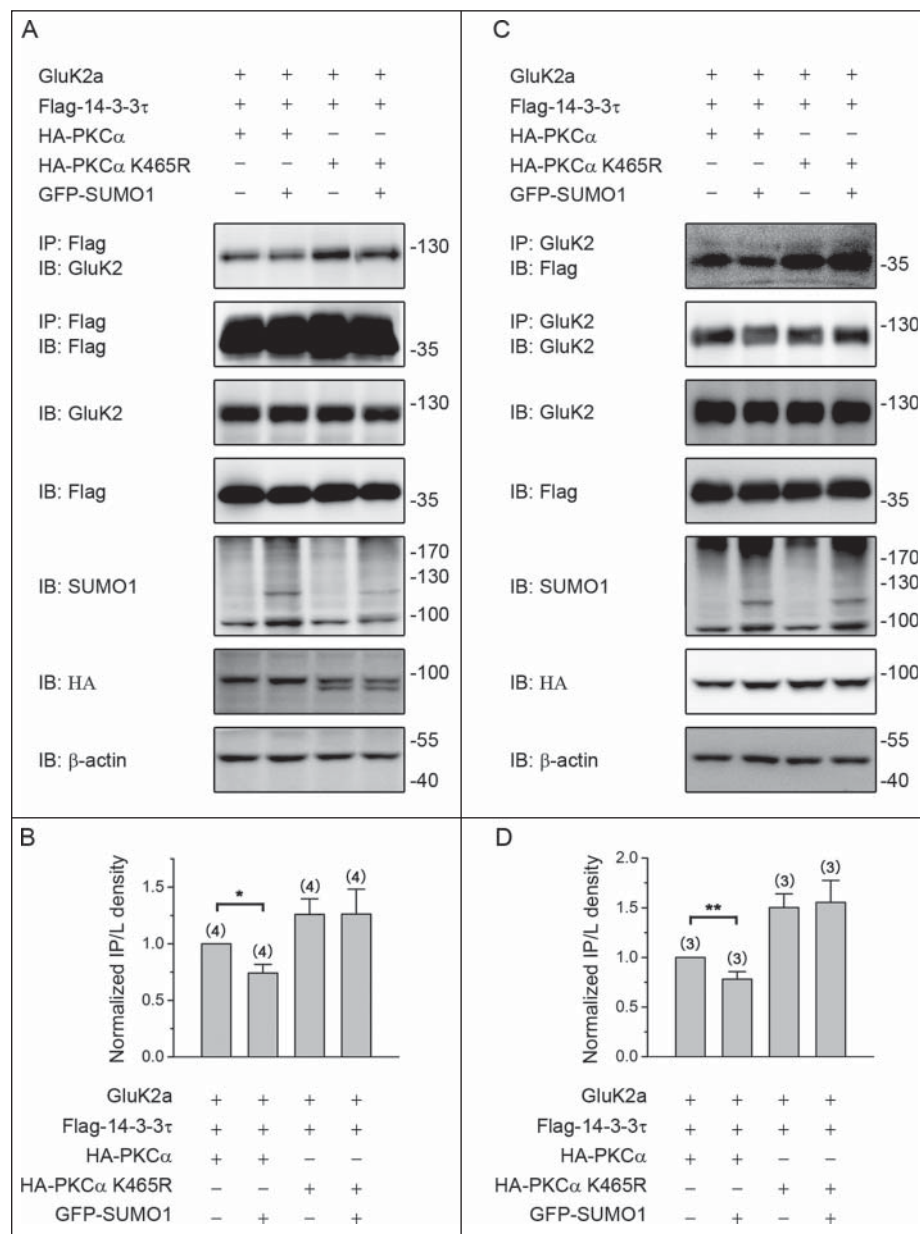 A
GluK2a + + + +
Flag-14-3-3τ + + + +
HA-PKCα + + – –
HA-PKCα K465R – – + +
GFP-SUMO1 – + – +
IP: Flag
IB: GluK2
-130
IP: Flag
IB: Flag
-35
IB: GluK2
-130
IB: Flag
-35
IB: SUMO1
-170
-130
-100
IB: HA
-100
IB: β-actin
-55
-40
C
GluK2a + + + +
Flag-14-3-3τ + + + +
HA-PKCα + + – –
HA-PKCα K465R – – + +
GFP-SUMO1 – + – +
IP: GluK2
IB: Flag
-35
IP: GluK2
IB: GluK2
-130
IB: GluK2
-130
IB: Flag
-35
IB: SUMO1
-170
-130
-100
IB: HA
-100
IB: β-actin
-55
-40
B
Normalized IP/L density
1.5
1.0
0.5
0.0
(4) * (4) (4) (4)
GluK2a + + + +
Flag-14-3-3τ + + + +
HA-PKCα + + – –
HA-PKCα K465R – – + +
GFP-SUMO1 – + – +
D
Normalized IP/L density
2.0
1.5
1.0
0.5
0.0
(3) ** (3) (3) (3)
GluK2a + + + +
Flag-14-3-3τ + + + +
HA-PKCα + + – –
HA-PKCα K465R – – + +
GFP-SUMO1 – + – +